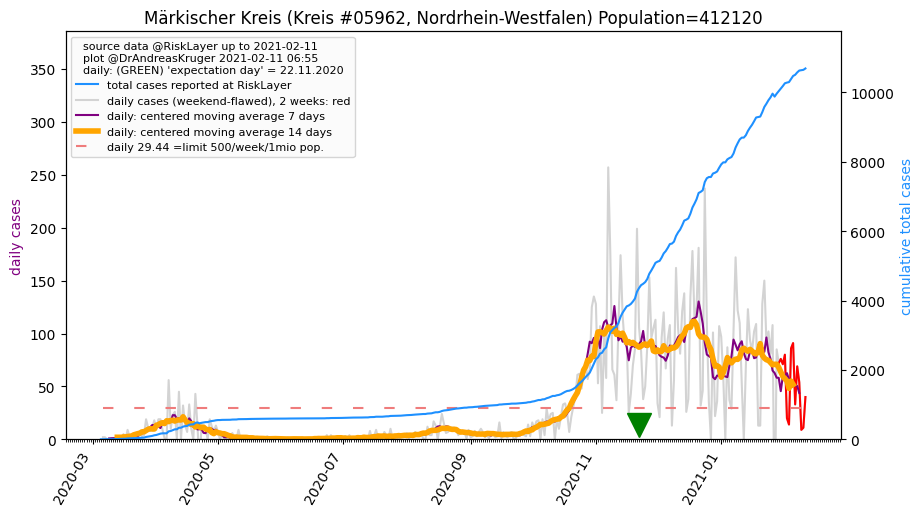 Märkischer Kreis (Kreis #05962, Nordrhein-Westfalen) Population=412120
source data @RiskLayer up to 2021-02-11
plot @DrAndreasKruger 2021-02-11 06:55
daily: (GREEN) 'expectation day' = 22.11.2020
total cases reported at RiskLayer
daily cases (weekend-flawed), 2 weeks: red
daily: centered moving average 7 days
daily: centered moving average 14 days
daily 29.44 =limit 500/week/1mio pop.
daily cases
350
300
250
200
150
100
50
0
cumulative total cases
10000
8000
6000
4000
2000
0
2020-03
2020-05
2020-07
2020-09
2020-11
2021-01